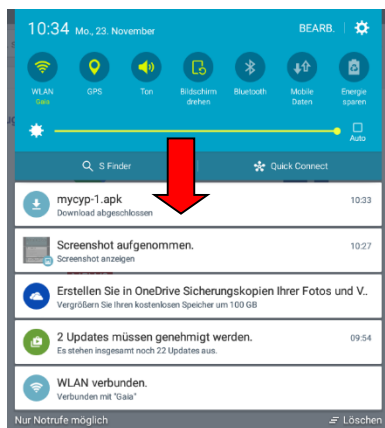 10:34 Mo., 23. November BEARB.
WLAN GPS Ton Bildschirm Bluetooth Mobile Energie
Gaia drehen Daten sparen
Auto
S Finder Quick Connect
mycyp-1.apk 10:33
Download abgeschlossen
Screenshot aufgenommen. 10:27
Screenshot anzeigen
Erstellen Sie in OneDrive Sicherungskopien Ihrer Fotos und V..
Vergrößern Sie Ihren kostenlosen Speicher um 100 GB
2 Updates müssen genehmigt werden. 09:54
Es stehen insgesamt noch 22 Updates aus.
WLAN verbunden.
Verbunden mit "Gaia"
Nur Notrufe möglich Löschen